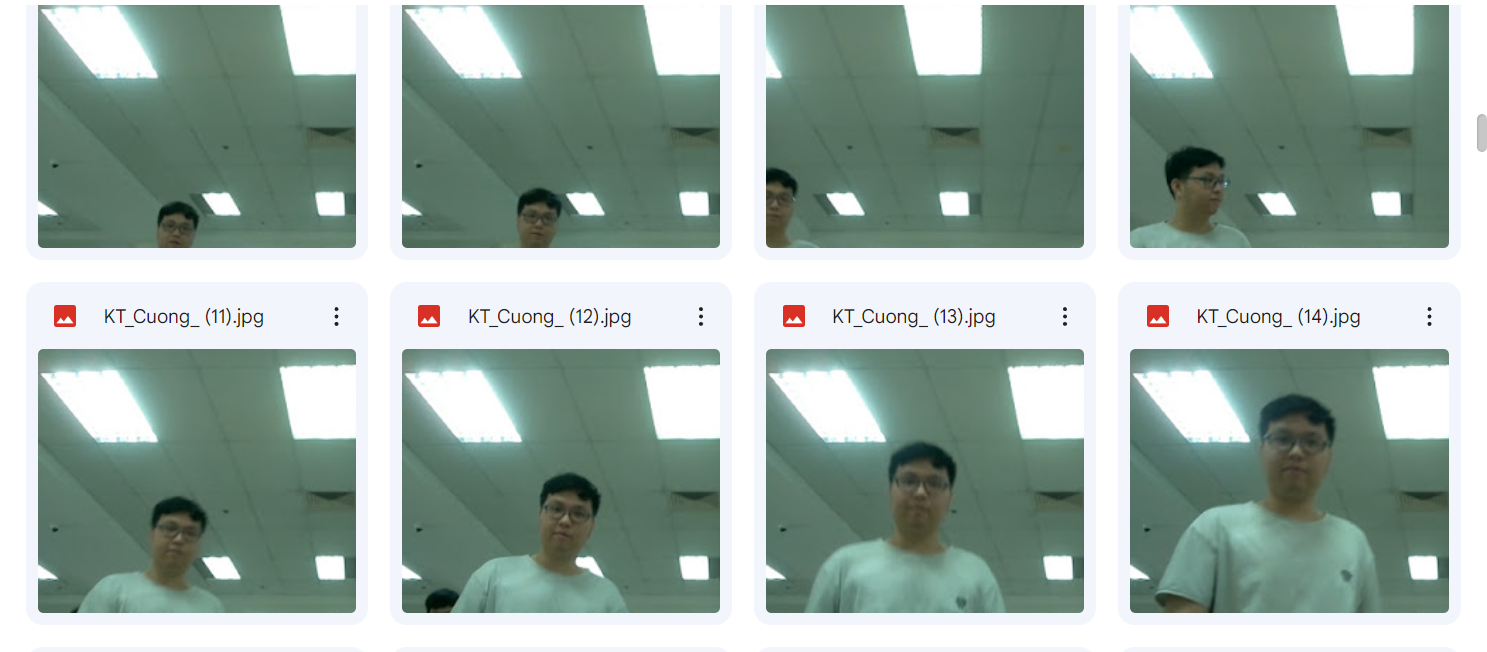 KT_Cuong_ (11).jpg
KT_Cuong_ (12).jpg
KT_Cuong_ (13).jpg
KT_Cuong_ (14).jpg